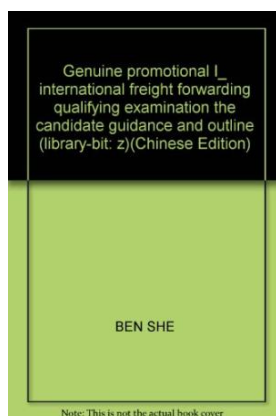 Genuine promotional I_
international freight forwarding
qualifying examination the
candidate guidance and outline
(library-bit: z)(Chinese Edition)
BEN SHE
Note: This is not the actual book cover